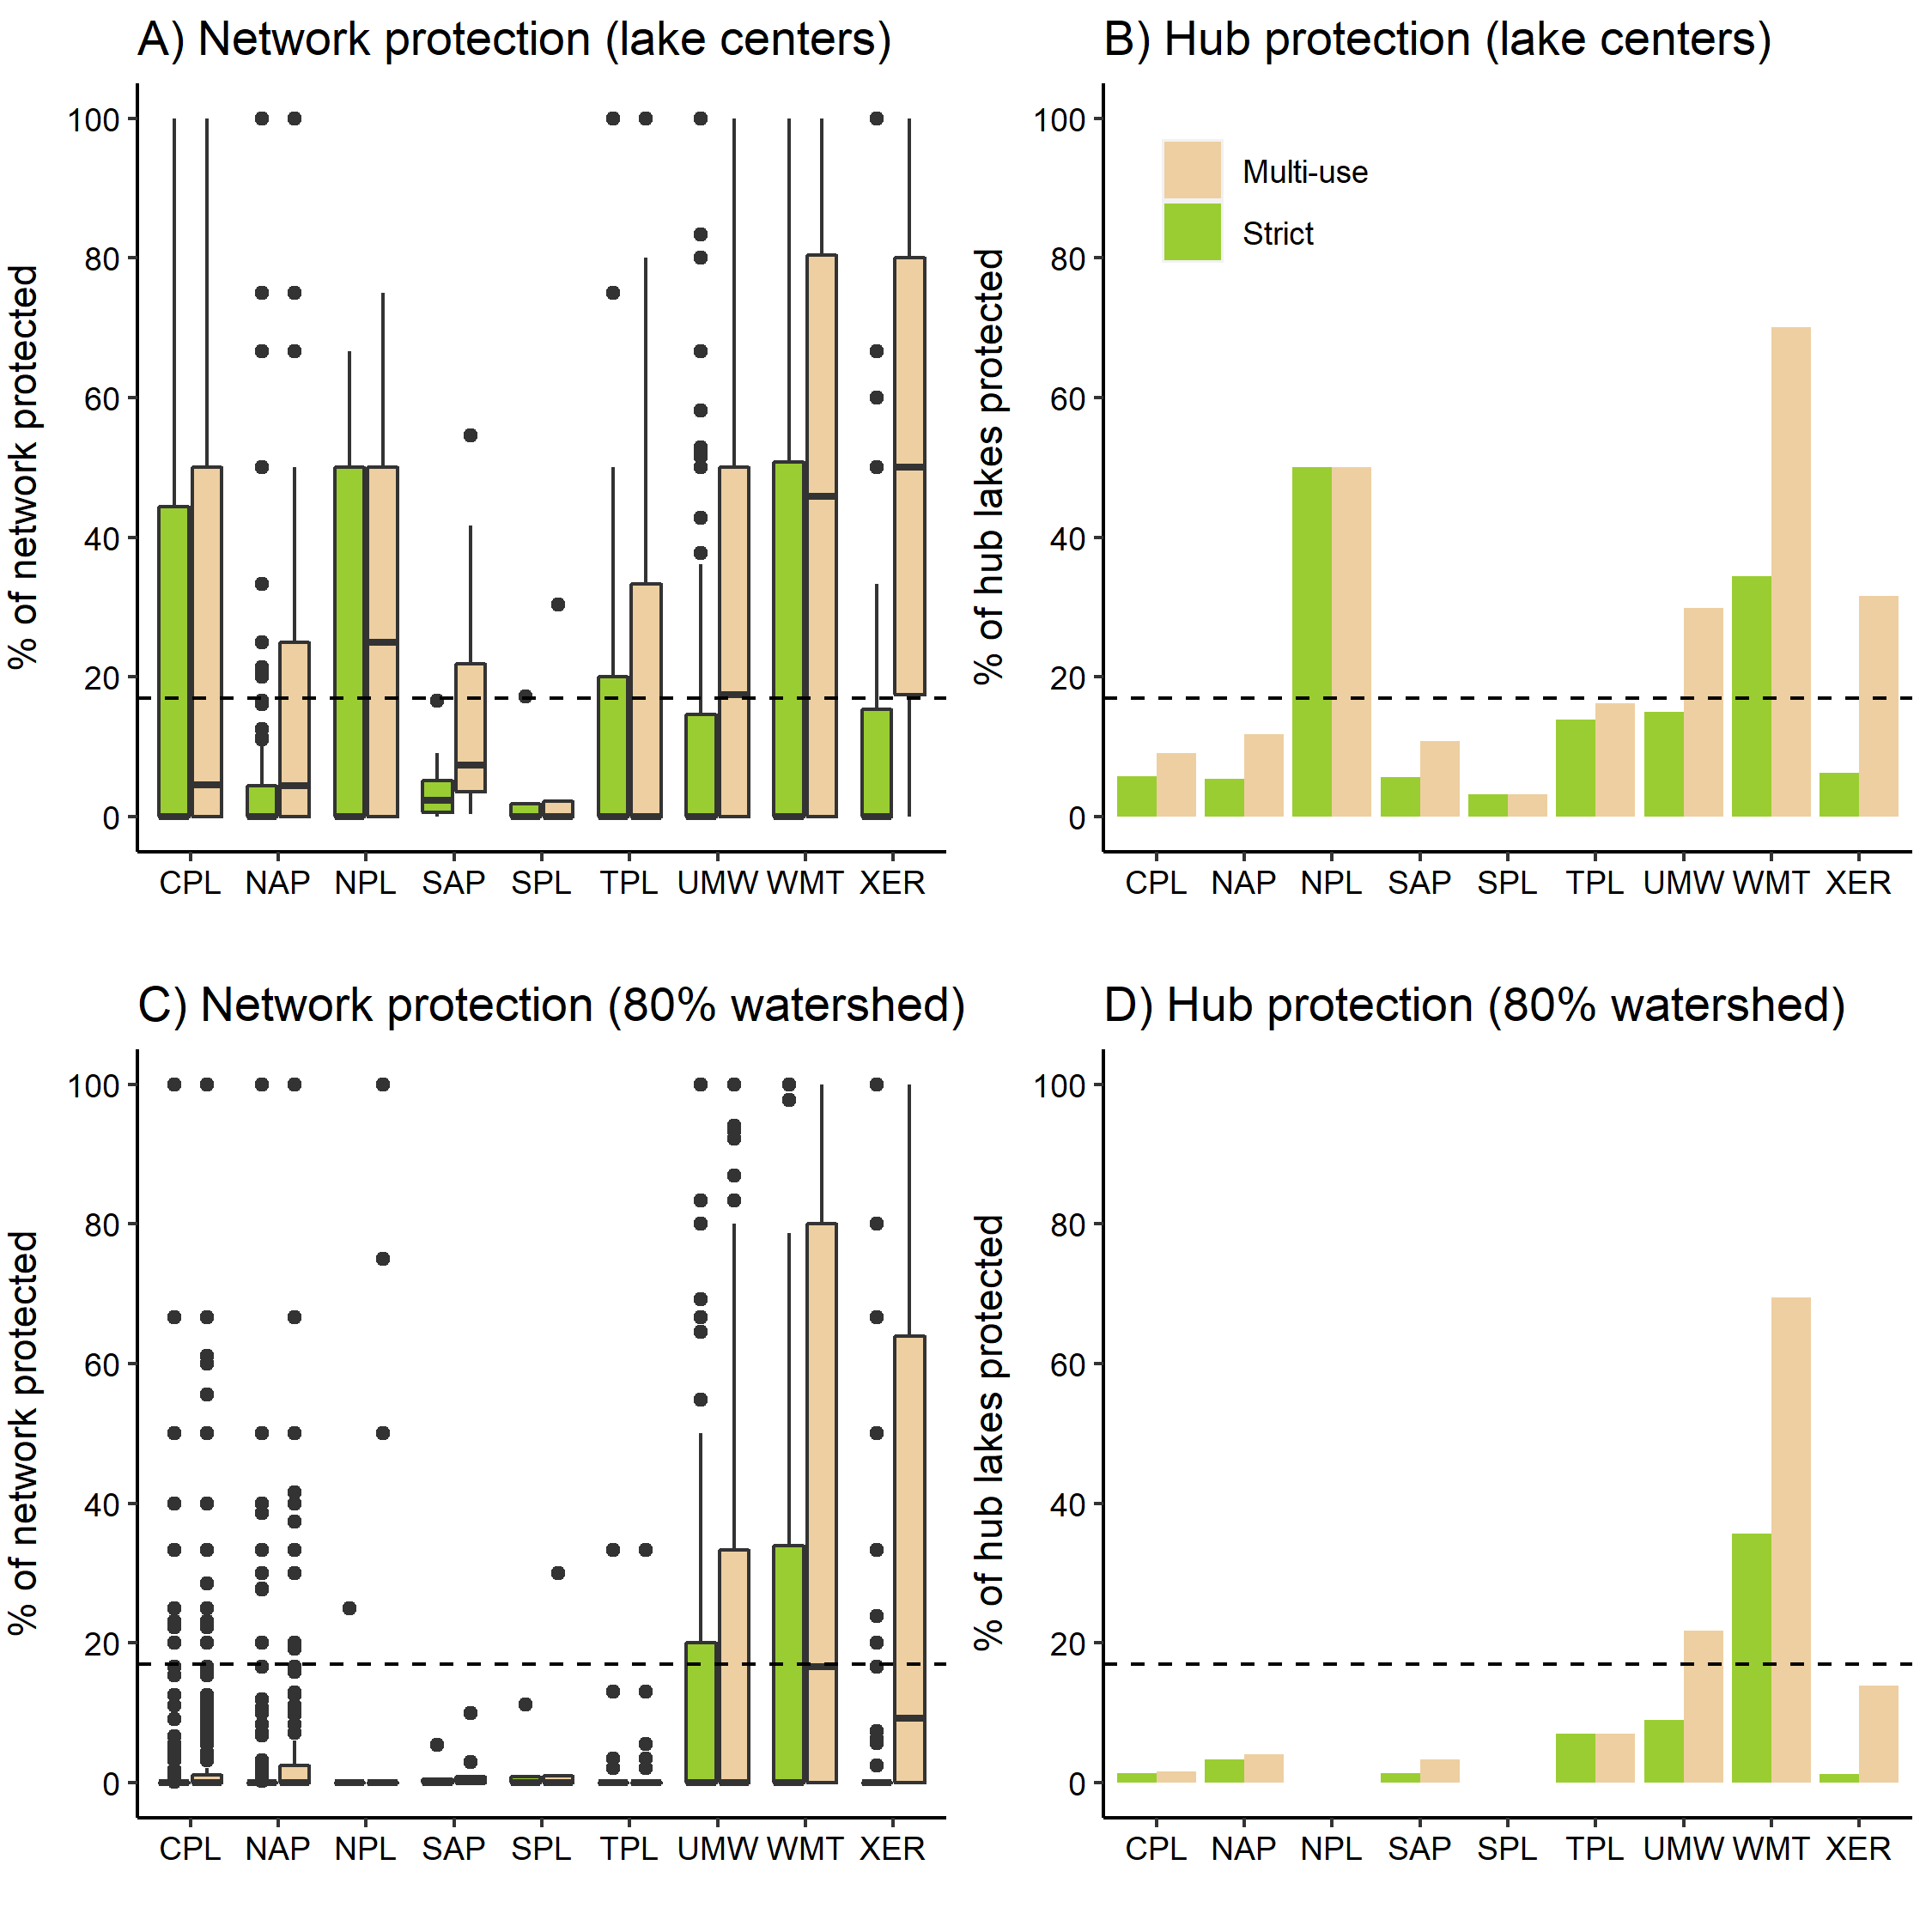 A) Network protection (lake centers)
% of network protected
100
80
60
40
20
0
CPL NAP NPL SAP SPL TPL UMW WMT XER
B) Hub protection (lake centers)
% of hub lakes protected
100
80
60
40
20
0
Multi-use
Strict
CPL NAP NPL SAP SPL TPL UMW WMT XER
C) Network protection (80% watershed)
% of network protected
100
80
60
40
20
0
CPL NAP NPL SAP SPL TPL UMW WMT XER
D) Hub protection (80% watershed)
% of hub lakes protected
100
80
60
40
20
0
CPL NAP NPL SAP SPL TPL UMW WMT XER